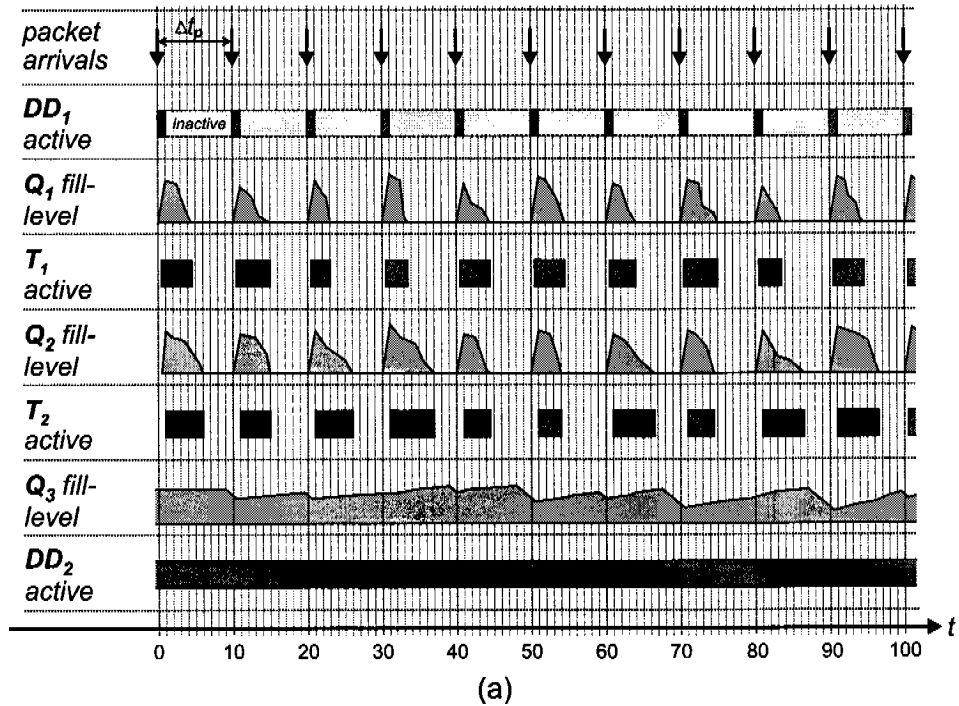 packet
arrivals
Δtₚ
DD₁
active
inactive
Q₁ fill-
level
T₁
active
Q₂ fill-
level
T₂
active
Q₃ fill-
level
DD₂
active
t
0 10 20 30 40 50 60 70 80 90 100
(a)